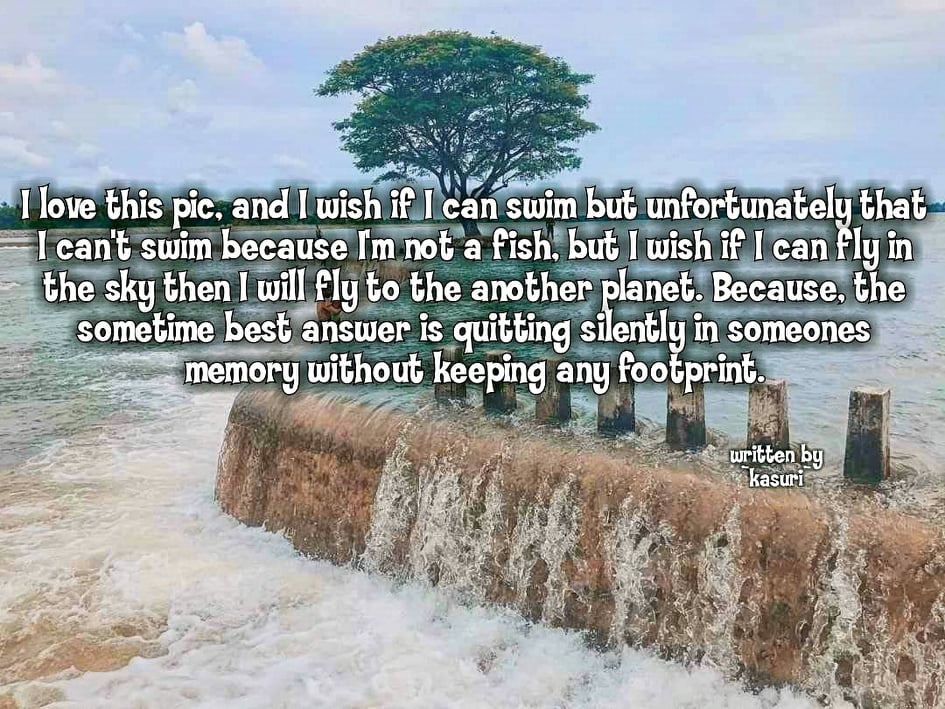 I love this pic, and I wish if I can swim but unfortunately that
I can't swim because I'm not a fish, but I wish if I can fly in
the sky then I will fly to the another planet. Because, the
sometime best answer is quitting silently in someones
memory without keeping any footprint.
written by
~kasuri~